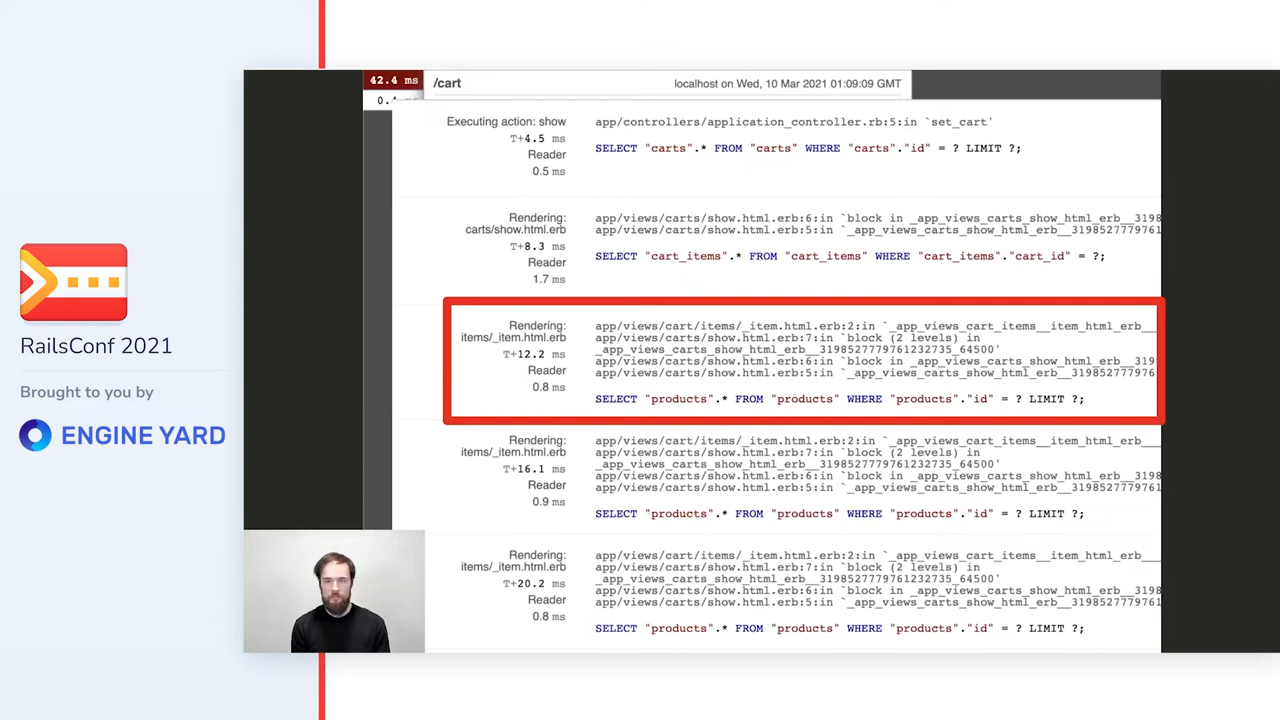 RailsConf 2021
Brought to you by
ENGINE YARD
42.4 ms
/cart
localhost on Wed, 10 Mar 2021 01:09:09 GMT
Executing action: show
T+4.5 ms
Reader
0.5 ms
app/controllers/application_controller.rb:5:in `set_cart'
SELECT "carts".* FROM "carts" WHERE "carts"."id" = ? LIMIT ?;
Rendering:
carts/show.html.erb
T+8.3 ms
Reader
1.7 ms
app/views/carts/show.html.erb:6:in `block in _app_views_carts_show_html_erb__3198
app/views/carts/show.html.erb:5:in `_app_views_carts_show_html_erb__3198527779761
SELECT "cart_items".* FROM "cart_items" WHERE "cart_items"."cart_id" = ?;
Rendering:
items/_item.html.erb
T+12.2 ms
Reader
0.8 ms
app/views/cart/items/_item.html.erb:2:in `_app_views_cart_items__item_html_erb__
app/views/carts/show.html.erb:7:in `block (2 levels) in
_app_views_carts_show_html_erb__3198527779761232735_64500'
app/views/carts/show.html.erb:6:in `block in _app_views_carts_show_html_erb__319
app/views/carts/show.html.erb:5:in `_app_views_carts_show_html_erb__319852777976
SELECT "products".* FROM "products" WHERE "products"."id" = ? LIMIT ?;
Rendering:
items/_item.html.erb
T+16.1 ms
Reader
0.9 ms
app/views/cart/items/_item.html.erb:2:in `_app_views_cart_items__item_html_erb__
app/views/carts/show.html.erb:7:in `block (2 levels) in
_app_views_carts_show_html_erb__3198527779761232735_64500'
app/views/carts/show.html.erb:6:in `block in _app_views_carts_show_html_erb__3198
app/views/carts/show.html.erb:5:in `_app_views_carts_show_html_erb__3198527779761
SELECT "products".* FROM "products" WHERE "products"."id" = ? LIMIT ?;
Rendering:
items/_item.html.erb
T+20.2 ms
Reader
0.8 ms
app/views/cart/items/_item.html.erb:2:in `_app_views_cart_items__item_html_erb__
app/views/carts/show.html.erb:7:in `block (2 levels) in
_app_views_carts_show_html_erb__3198527779761232735_64500'
app/views/carts/show.html.erb:6:in `block in _app_views_carts_show_html_erb__3198
app/views/carts/show.html.erb:5:in `_app_views_carts_show_html_erb__3198527779761
SELECT "products".* FROM "products" WHERE "products"."id" = ? LIMIT ?;